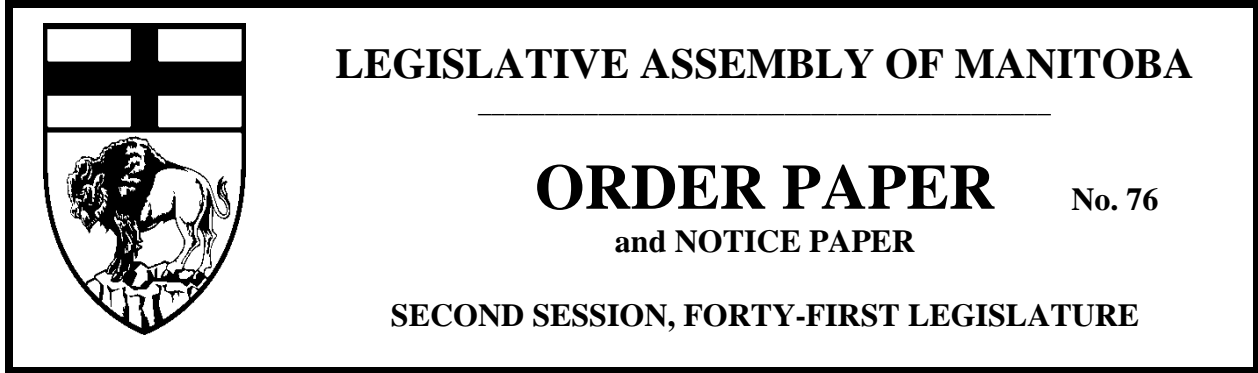 LEGISLATIVE ASSEMBLY OF MANITOBA
ORDER PAPER No. 76
and NOTICE PAPER
SECOND SESSION, FORTY-FIRST LEGISLATURE